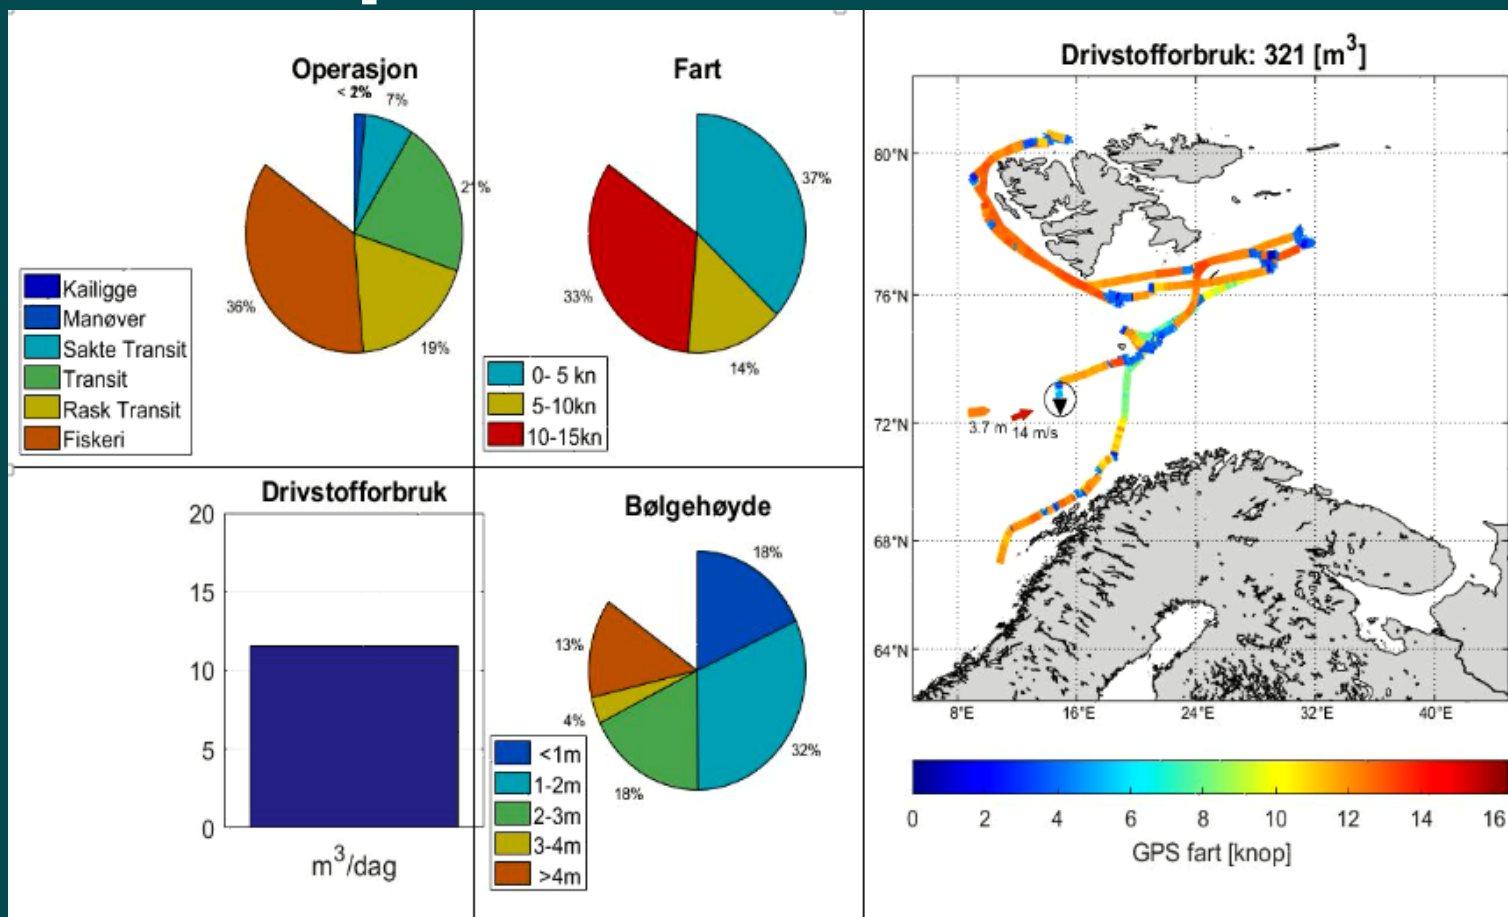 Operasjon
< 2%
7%
21%
19%
36%
Kailigge
Manøver
Sakte Transit
Transit
Rask Transit
Fiskeri
Fart
37%
14%
33%
0- 5 kn
5-10kn
10-15kn
Drivstofforbruk
20
15
10
5
0
m³/dag
Bølgehøyde
18%
32%
18%
4%
13%
<1m
1-2m
2-3m
3-4m
>4m
Drivstofforbruk: 321 [m³]
80°N
76°N
72°N
68°N
64°N
3.7 m
14 m/s
8°E
16°E
24°E
32°E
40°E
0
2
4
6
8
10
12
14
16
GPS fart [knop]